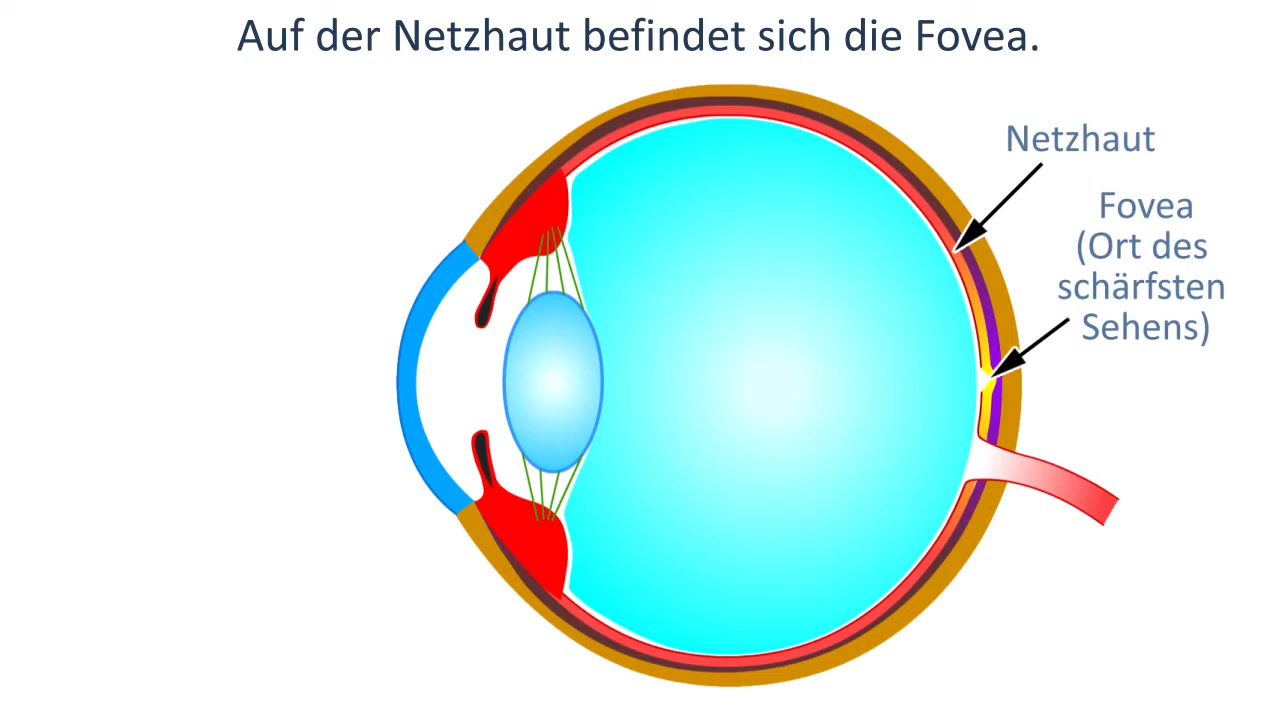 Auf der Netzhaut befindet sich die Fovea.
Netzhaut
Fovea
(Ort des
schärfsten
Sehens)